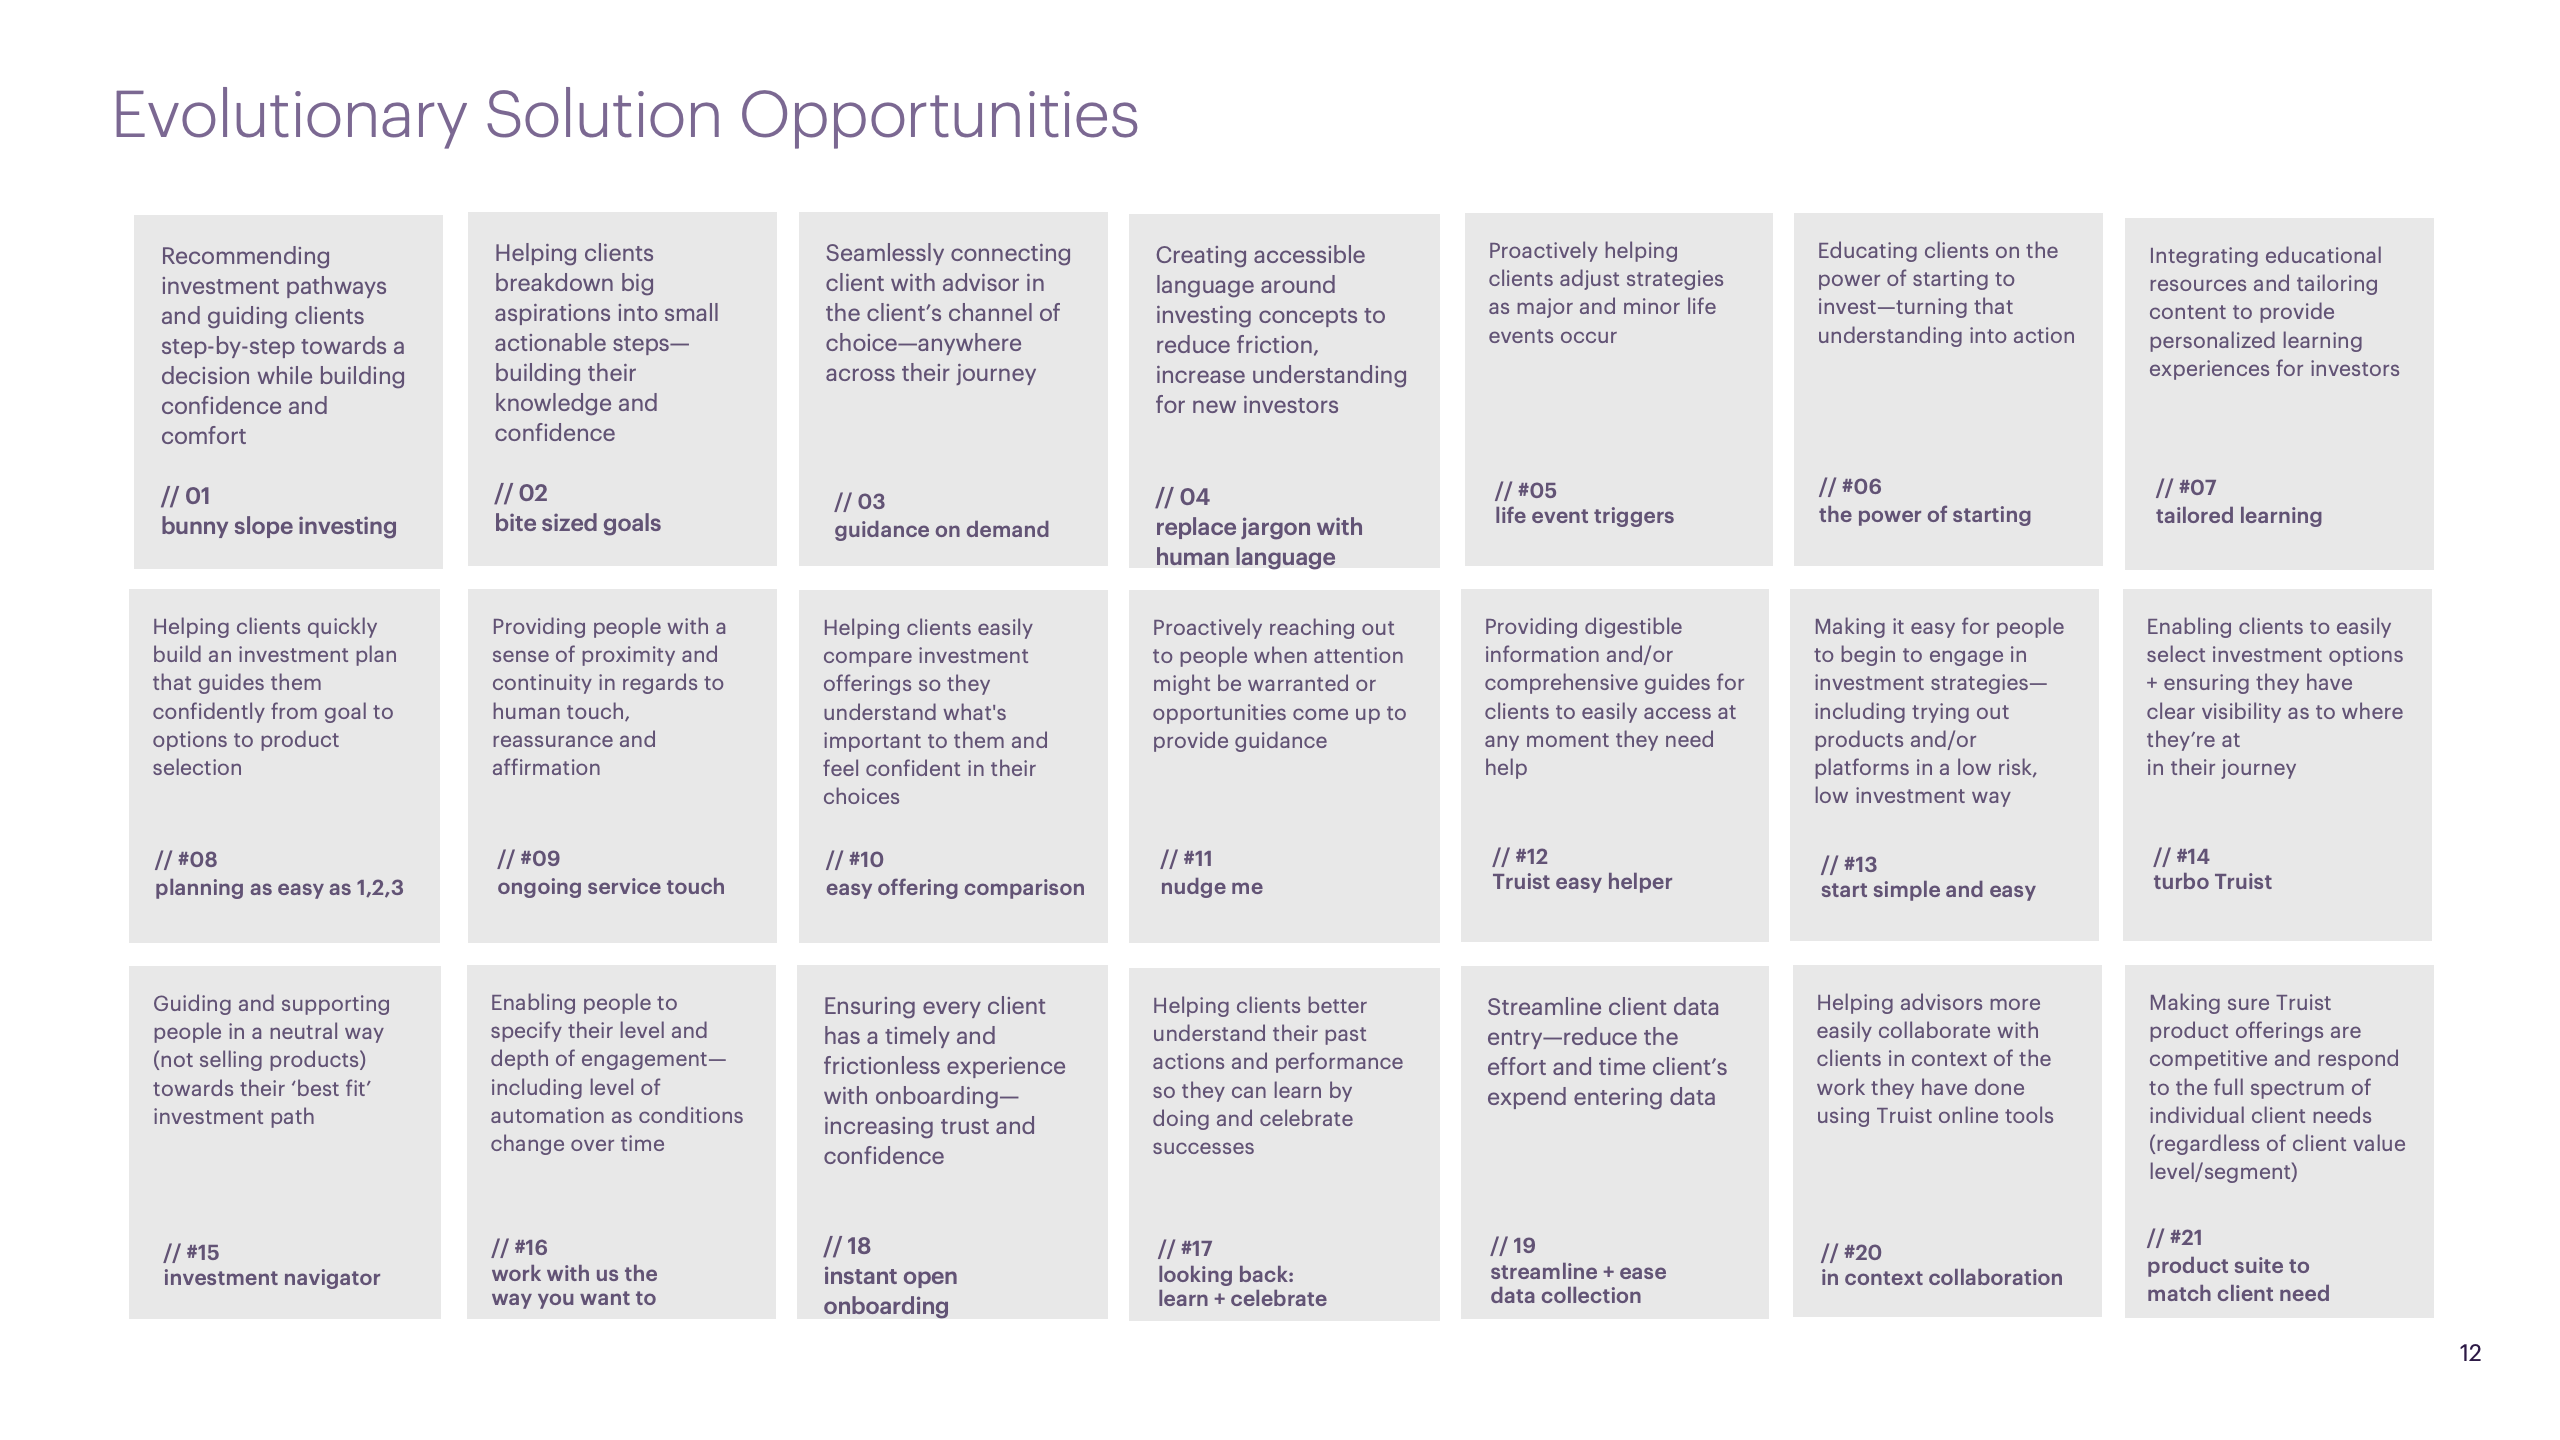 Evolutionary Solution Opportunities
Recommending
investment pathways
and guiding clients
step-by-step towards a
decision while building
confidence and
comfort
// 01
bunny slope investing
Helping clients
breakdown big
aspirations into small
actionable steps—
building their
knowledge and
confidence
// 02
bite sized goals
Seamlessly connecting
client with advisor in
the client’s channel of
choice—anywhere
across their journey
// 03
guidance on demand
Creating accessible
language around
investing concepts to
reduce friction,
increase understanding
for new investors
// 04
replace jargon with
human language
Proactively helping
clients adjust strategies
as major and minor life
events occur
// #05
life event triggers
Educating clients on the
power of starting to
invest—turning that
understanding into action
// #06
the power of starting
Integrating educational
resources and tailoring
content to provide
personalized learning
experiences for investors
// #07
tailored learning
Helping clients quickly
build an investment plan
that guides them
confidently from goal to
options to product
selection
// #08
planning as easy as 1,2,3
Providing people with a
sense of proximity and
continuity in regards to
human touch,
reassurance and
affirmation
// #09
ongoing service touch
Helping clients easily
compare investment
offerings so they
understand what's
important to them and
feel confident in their
choices
// #10
easy offering comparison
Proactively reaching out
to people when attention
might be warranted or
opportunities come up to
provide guidance
// #11
nudge me
Providing digestible
information and/or
comprehensive guides for
clients to easily access at
any moment they need
help
// #12
Truist easy helper
Making it easy for people
to begin to engage in
investment strategies—
including trying out
products and/or
platforms in a low risk,
low investment way
// #13
start simple and easy
Enabling clients to easily
select investment options
+ ensuring they have
clear visibility as to where
they’re at
in their journey
// #14
turbo Truist
Guiding and supporting
people in a neutral way
(not selling products)
towards their ‘best fit’
investment path
// #15
investment navigator
Enabling people to
specify their level and
depth of engagement—
including level of
automation as conditions
change over time
// #16
work with us the
way you want to
Ensuring every client
has a timely and
frictionless experience
with onboarding—
increasing trust and
confidence
// 18
instant open
onboarding
Helping clients better
understand their past
actions and performance
so they can learn by
doing and celebrate
successes
// #17
looking back:
learn + celebrate
Streamline client data
entry—reduce the
effort and time client’s
expend entering data
// 19
streamline + ease
data collection
Helping advisors more
easily collaborate with
clients in context of the
work they have done
using Truist online tools
// #20
in context collaboration
Making sure Truist
product offerings are
competitive and respond
to the full spectrum of
individual client needs
(regardless of client value
level/segment)
// #21
product suite to
match client need
12